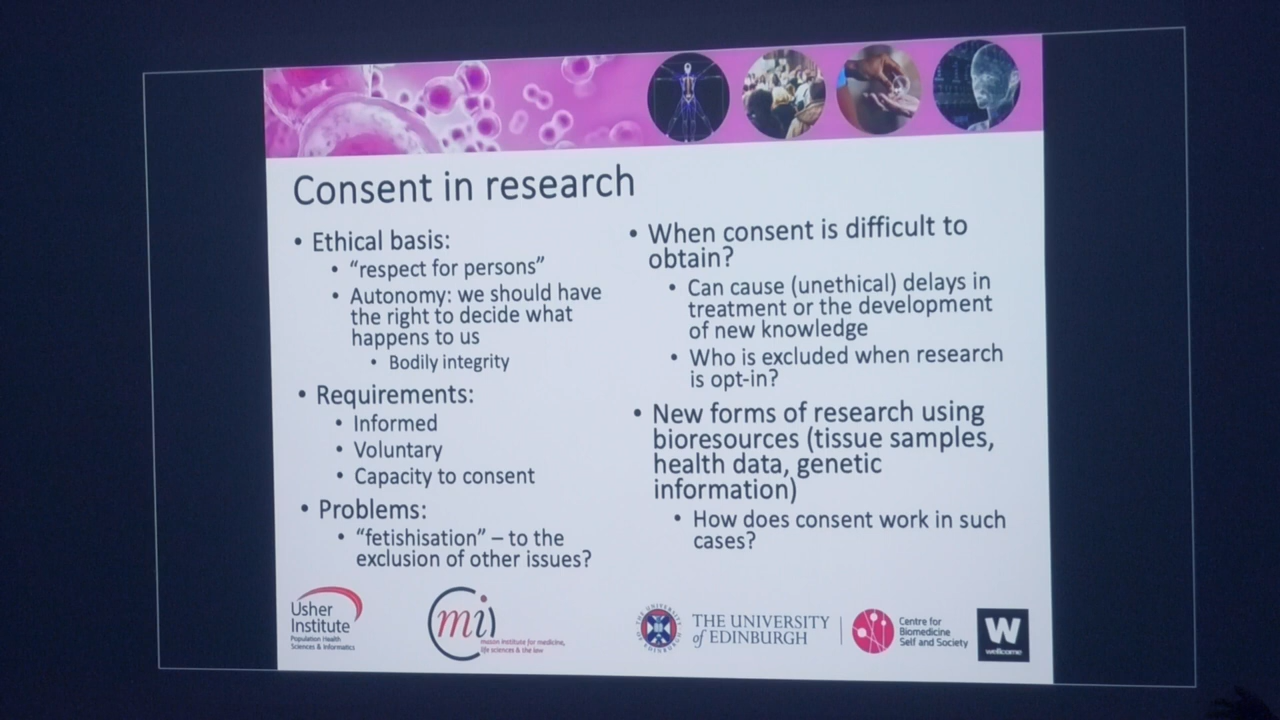 Consent in research
• Ethical basis:
• “respect for persons”
• Autonomy: we should have
the right to decide what
happens to us
• Bodily integrity
• Requirements:
• Informed
• Voluntary
• Capacity to consent
• Problems:
• “fetishisation” – to the
exclusion of other issues?
• When consent is difficult to
obtain?
• Can cause (unethical) delays in
treatment or the development
of new knowledge
• Who is excluded when research
is opt-in?
• New forms of research using
bioresources (tissue samples,
health data, genetic
information)
• How does consent work in such
cases?
Usher
Institute
Population Health
Sciences & Informatics
mi
mason institute for medicine,
life sciences & the law
THE UNIVERSITY
of EDINBURGH
Centre for
Biomedicine
Self and Society
W
wellcome